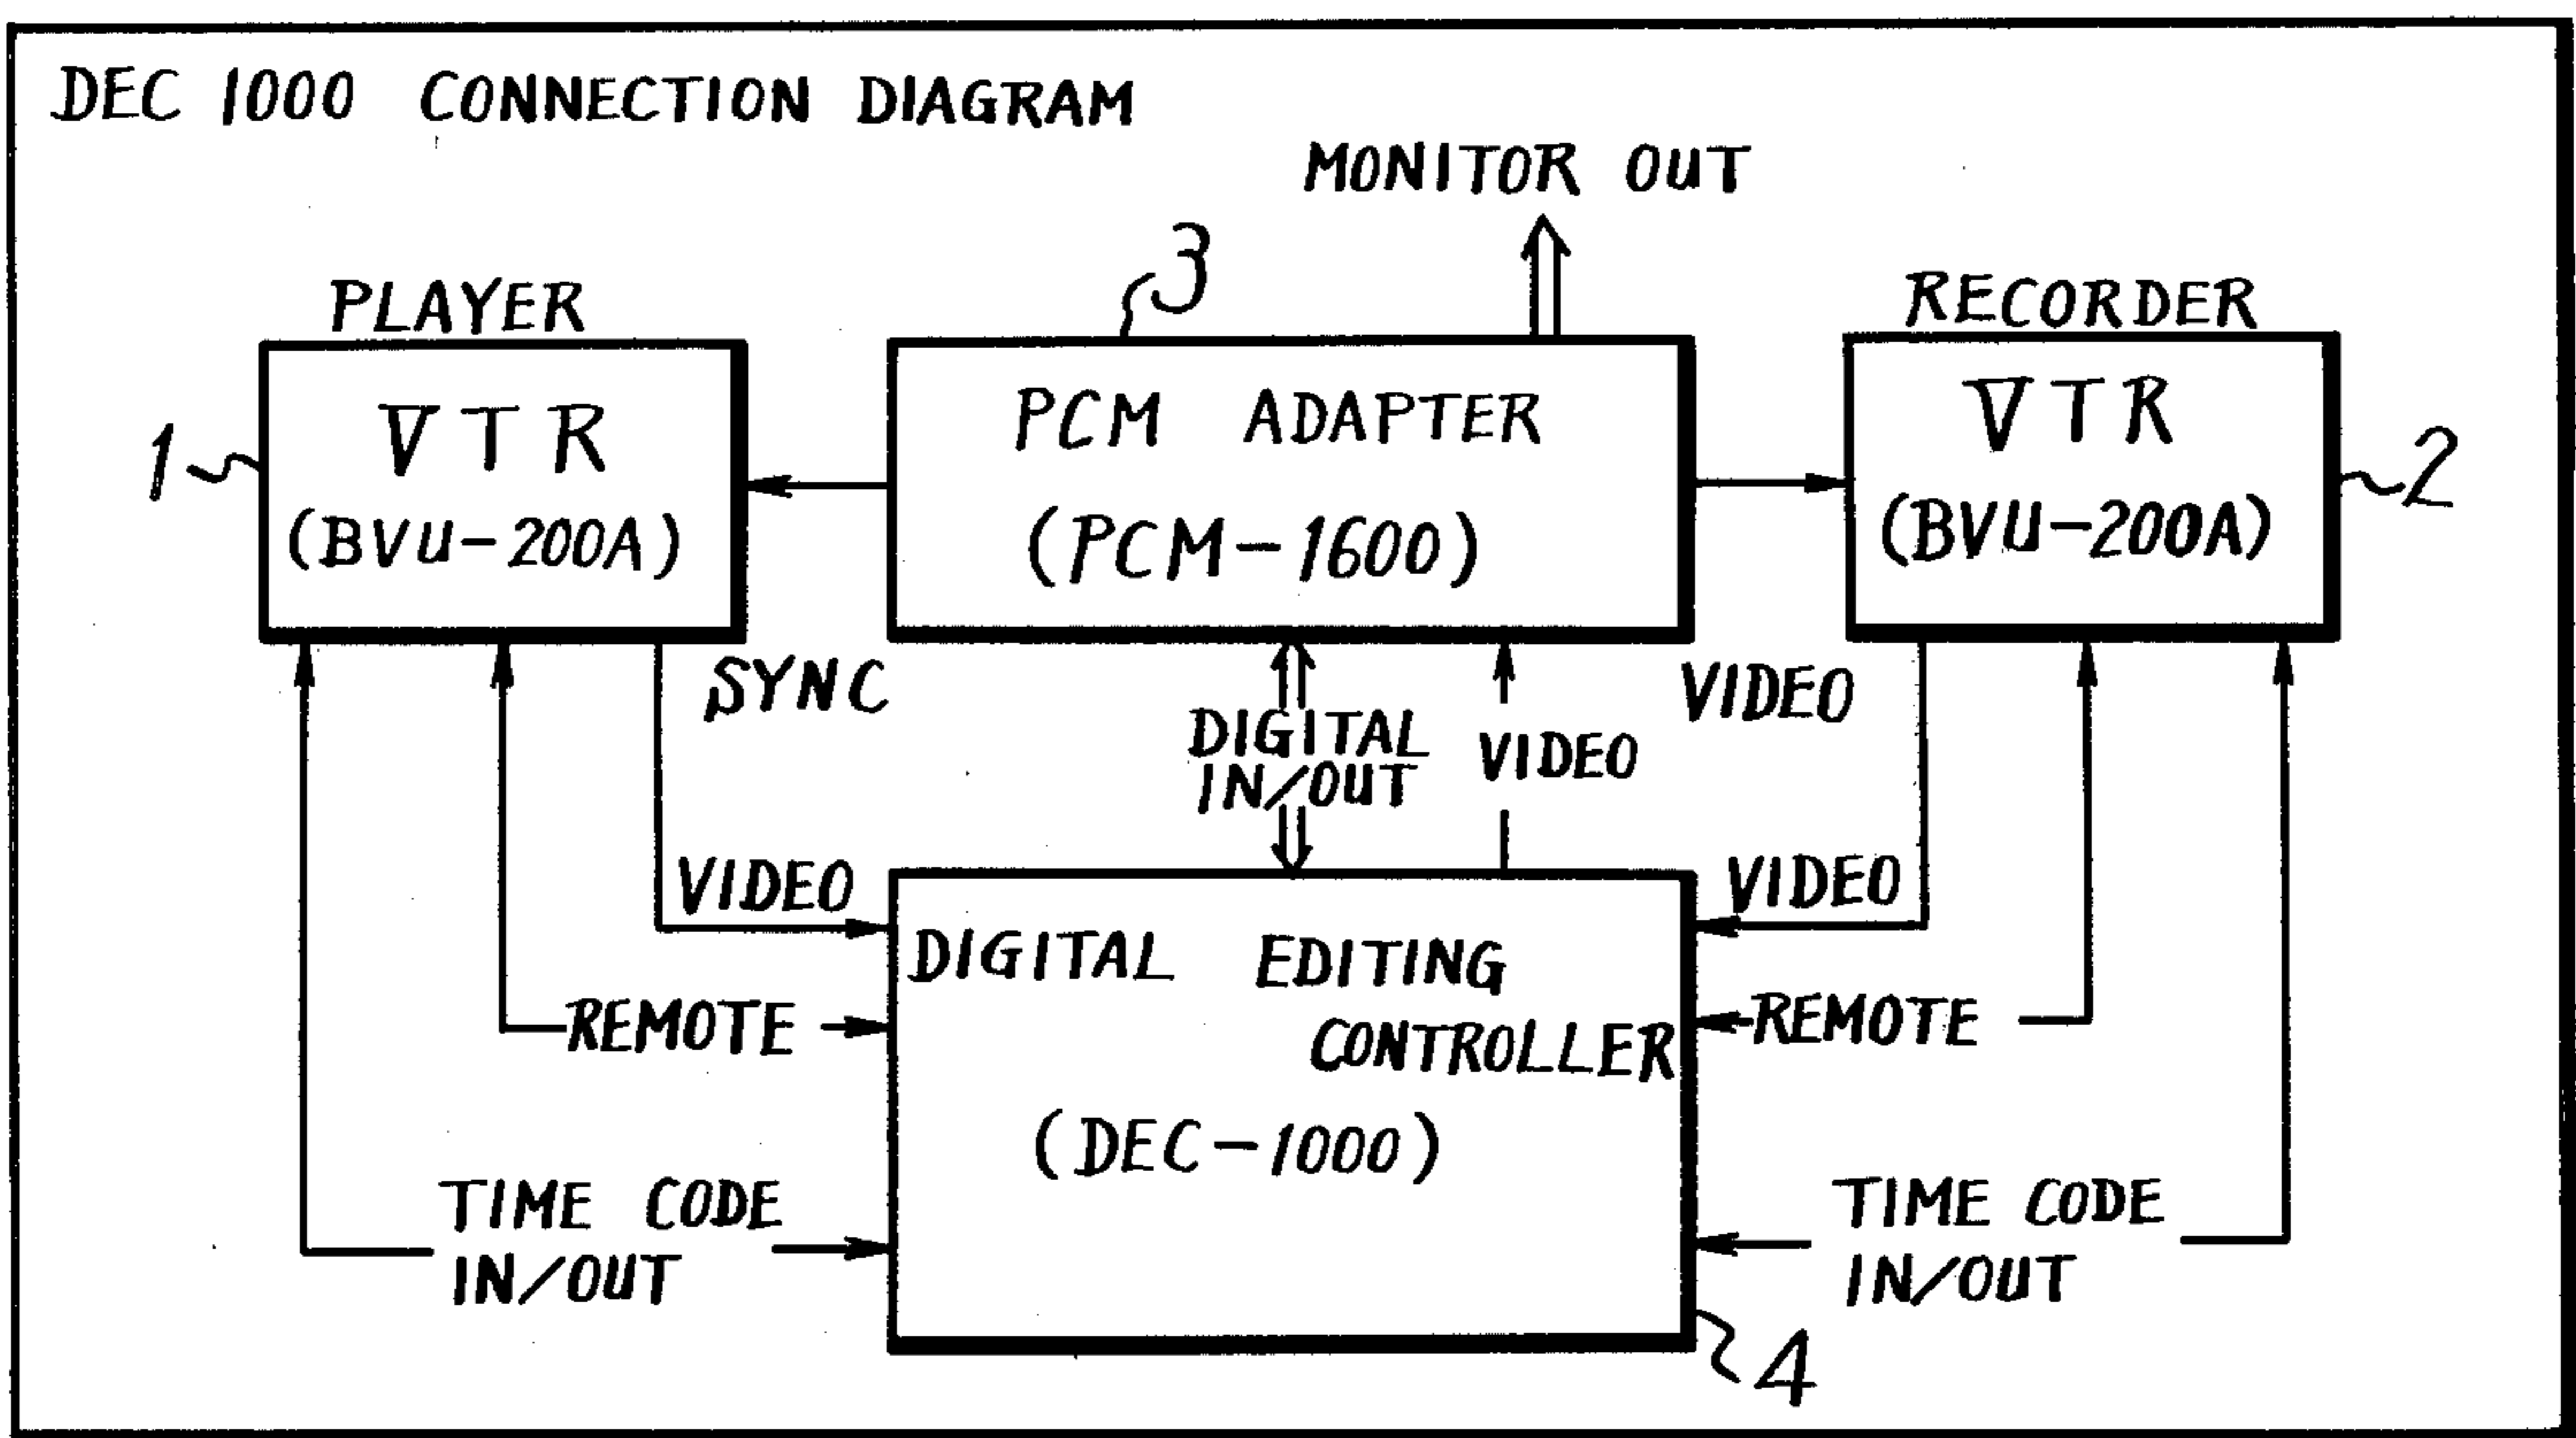 DEC 1000 CONNECTION DIAGRAM
MONITOR OUT
3
PLAYER
RECORDER
VTR
(BVU-200A)
1
PCM ADAPTER
(PCM-1600)
VTR
(BVU-200A)
2
SYNC
DIGITAL
IN/OUT
VIDEO
VIDEO
VIDEO
VIDEO
DIGITAL EDITING
CONTROLLER
(DEC-1000)
REMOTE
REMOTE
TIME CODE
IN/OUT
TIME CODE
IN/OUT
4